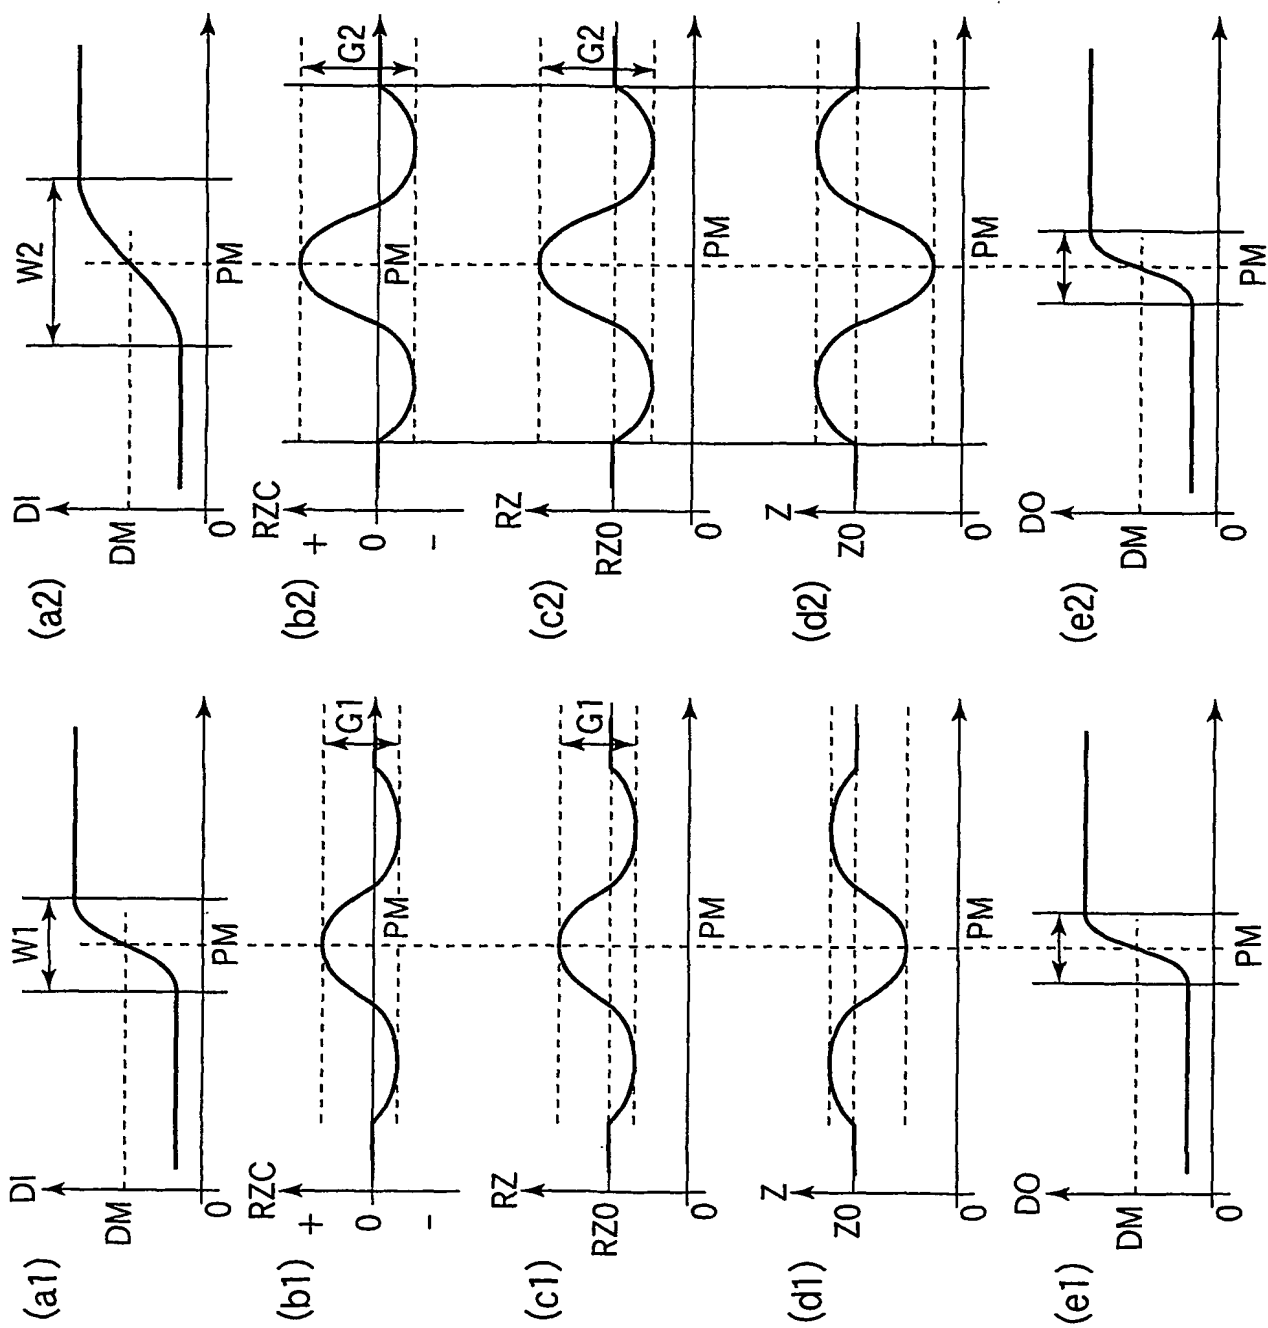 (a1)
DI
DM
0
W1
PM
(b1)
RZC
+
0
-
G1
PM
(c1)
RZ
RZ0
0
G1
PM
(d1)
Z
Z0
0
PM
(e1)
DO
DM
0
PM
(a2)
DI
DM
0
W2
PM
(b2)
RZC
+
0
-
G2
PM
(c2)
RZ
RZ0
0
G2
PM
(d2)
Z
Z0
0
PM
(e2)
DO
DM
0
PM